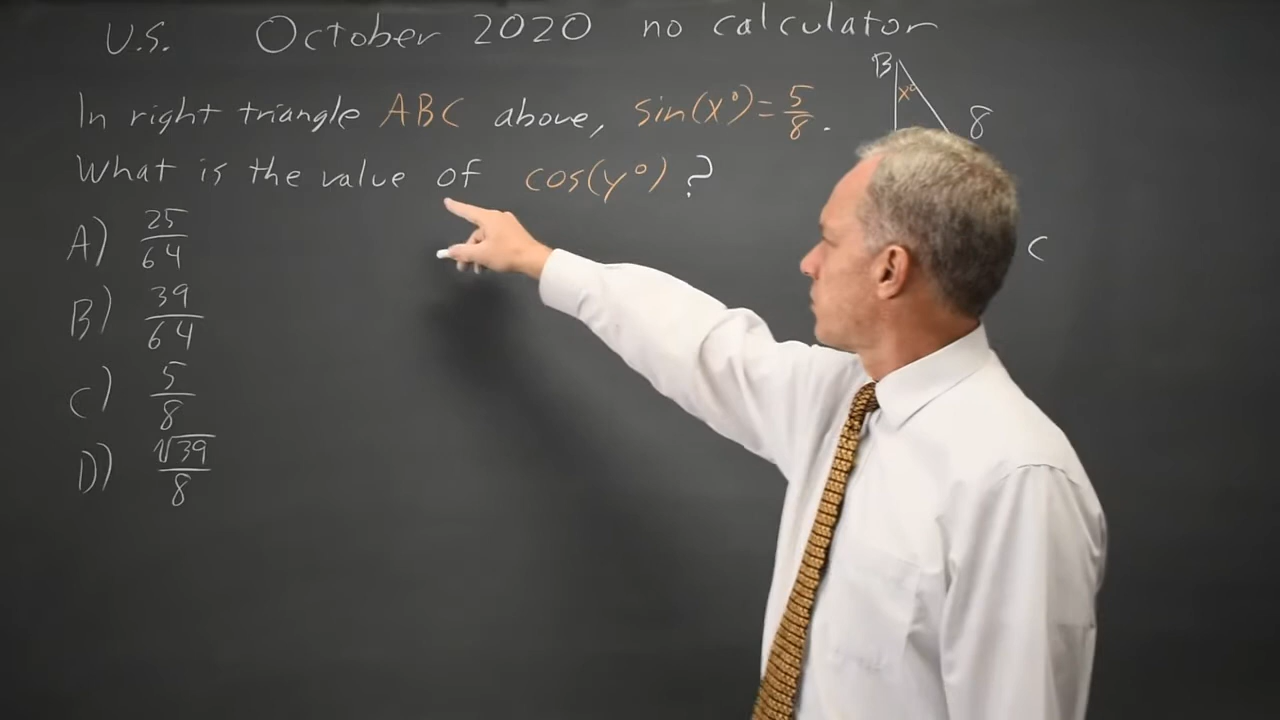 U.S. October 2020 no calculator
In right triangle ABC above, sin(x°) = 5/8.
What is the value of cos(y°)?
A) 25/64
B) 39/64
C) 5/8
D) √39/8
B
x°
8
C